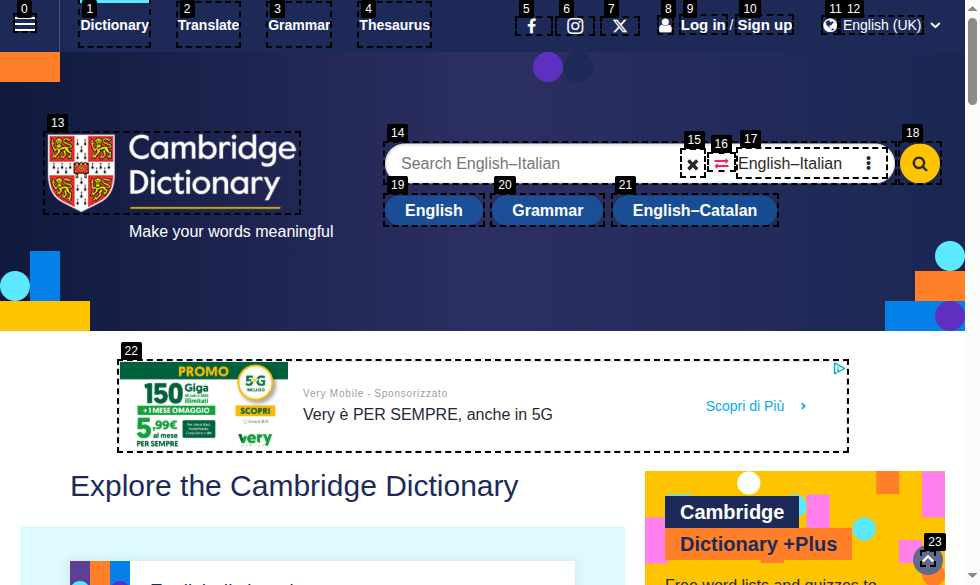 0 1 2 3 4 5 6 7 8 9 10 11 12
Dictionary Translate Grammar Thesaurus Log in / Sign up English (UK)
13 14 15 16 17 18
Cambridge Dictionary
Search English–Italian English–Italian
19 20 21
English Grammar English–Catalan
Make your words meaningful
22
PROMO
150 Giga
Minuti e SMS
illimitati
+1 MESE OMAGGIO
5,99€
al mese
PER SEMPRE
5G
INCLUSO
SCOPRI
very
Very Mobile - Sponsorizzato
Very è PER SEMPRE, anche in 5G
Scopri di Più
Explore the Cambridge Dictionary
Cambridge
Dictionary +Plus
23
Free word lists and quizzes to